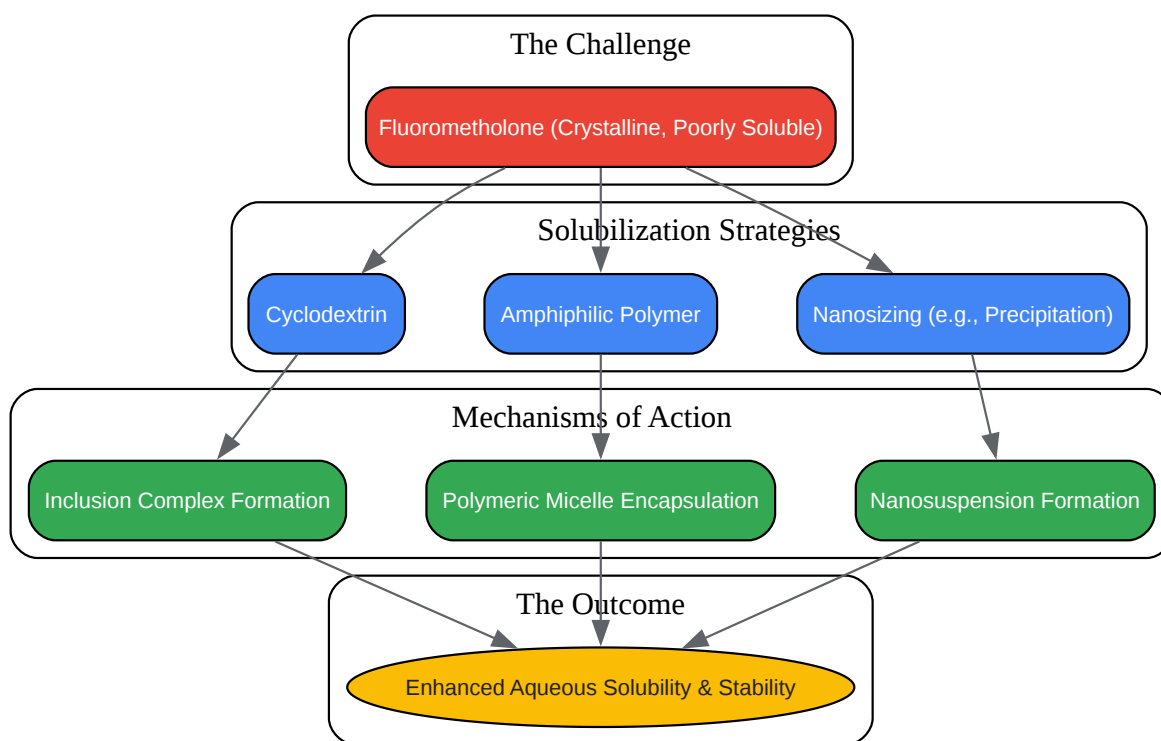 The Challenge
Fluorometholone (Crystalline, Poorly Soluble)
Solubilization Strategies
Cyclodextrin
Amphiphilic Polymer
Nanosizing (e.g., Precipitation)
Mechanisms of Action
Inclusion Complex Formation
Polymeric Micelle Encapsulation
Nanosuspension Formation
The Outcome
Enhanced Aqueous Solubility & Stability